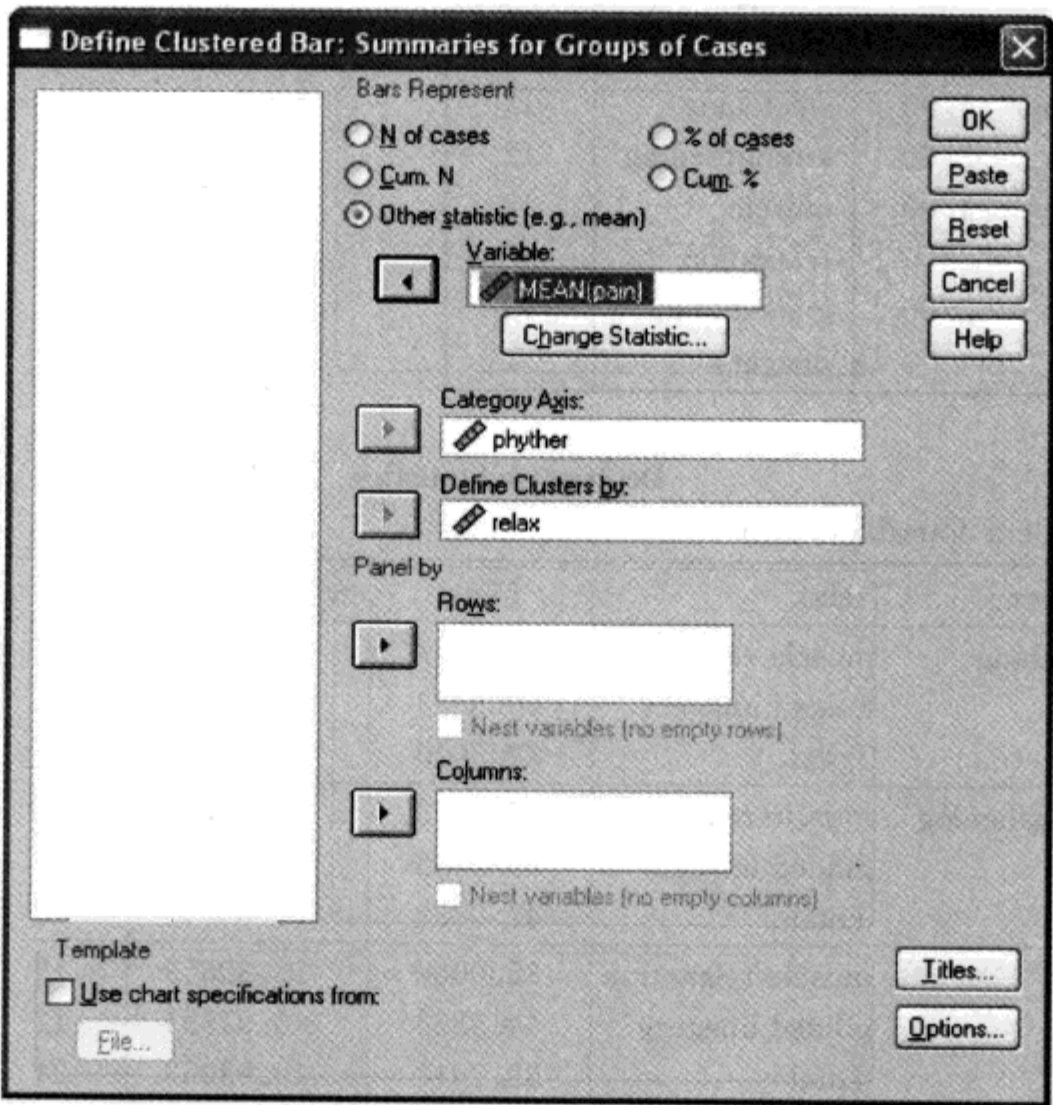 Define Clustered Bar: Summaries for Groups of Cases
Bars Represent
N of cases
% of cases
Cum. N
Cum. %
Other statistic (e.g., mean)
Variable:
MEAN(pain)
Change Statistic...
Category Axis:
phyther
Define Clusters by:
relax
Panel by
Rows:
Nest variables (no empty rows)
Columns:
Nest variables (no empty columns)
OK
Paste
Reset
Cancel
Help
Template
Use chart specifications from:
File...
Titles...
Options...